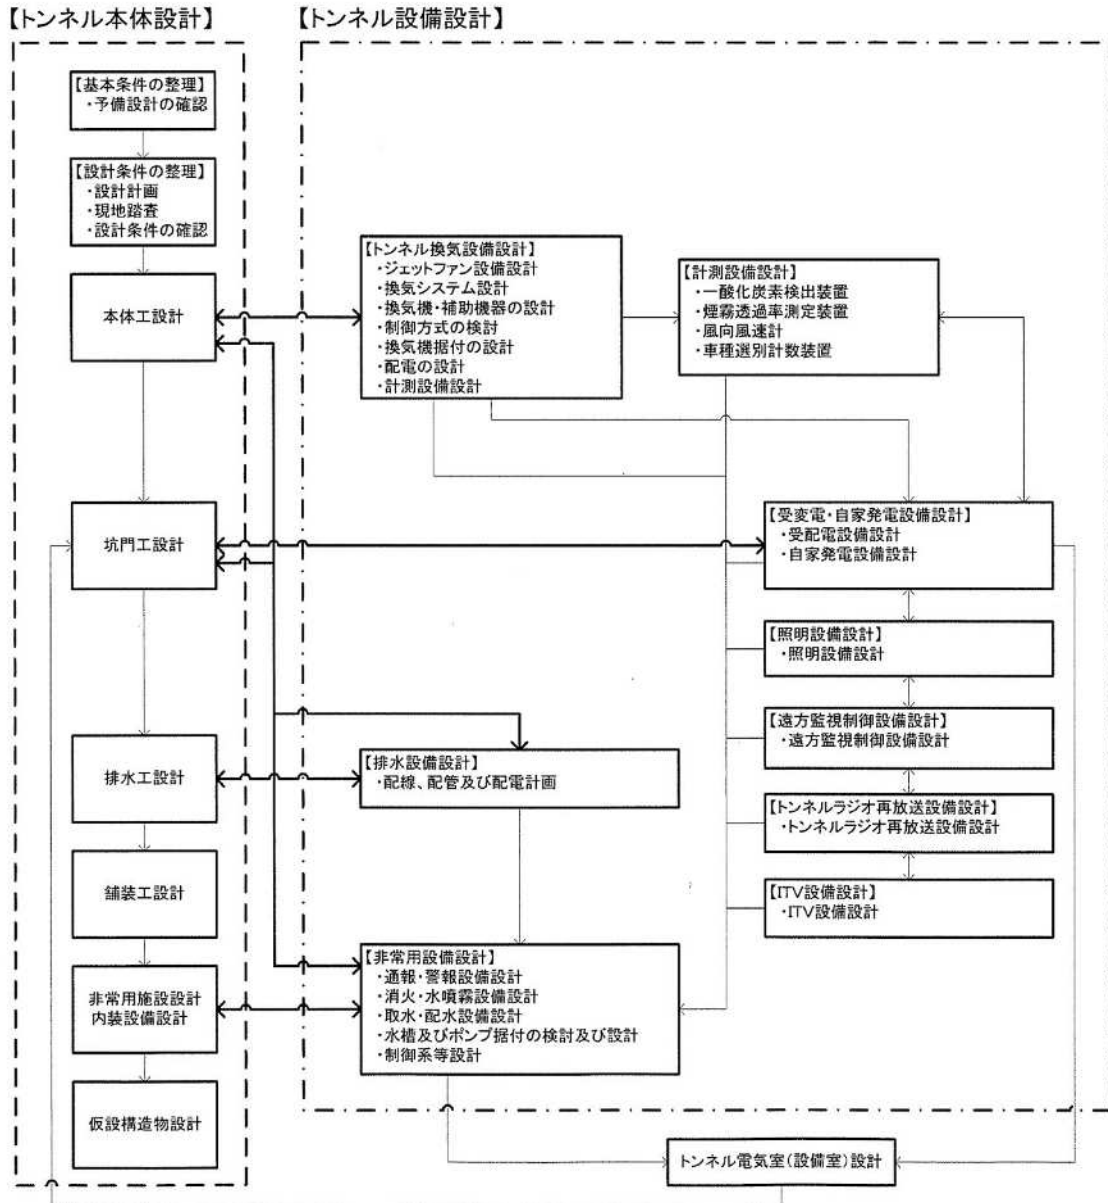 【トンネル本体設計】
【トンネル設備設計】
【基本条件の整理】
・予備設計の確認
【設計条件の整理】
・設計計画
・現地踏査
・設計条件の確認
本体工設計
坑門工設計
排水工設計
舗装工設計
非常用施設設計
内装設備設計
仮設構造物設計
【トンネル換気設備設計】
・ジェットファン設備設計
・換気システム設計
・換気機・補助機器の設計
・制御方式の検討
・換気機据付の設計
・配電の設計
・計測設備設計
【計測設備設計】
・一酸化炭素検出装置
・煙霧透過率測定装置
・風向風速計
・車種選別計数装置
【受変電・自家発電設備設計】
・受配電設備設計
・自家発電設備設計
【照明設備設計】
・照明設備設計
【遠方監視制御設備設計】
・遠方監視制御設備設計
【トンネルラジオ再放送設備設計】
・トンネルラジオ再放送設備設計
【ITV設備設計】
・ITV設備設計
【排水設備設計】
・配線、配管及び配電計画
【非常用設備設計】
・通報・警報設備設計
・消火・水噴霧設備設計
・取水・配水設備設計
・水槽及びポンプ据付の検討及び設計
・制御系等設計
トンネル電気室(設備室)設計